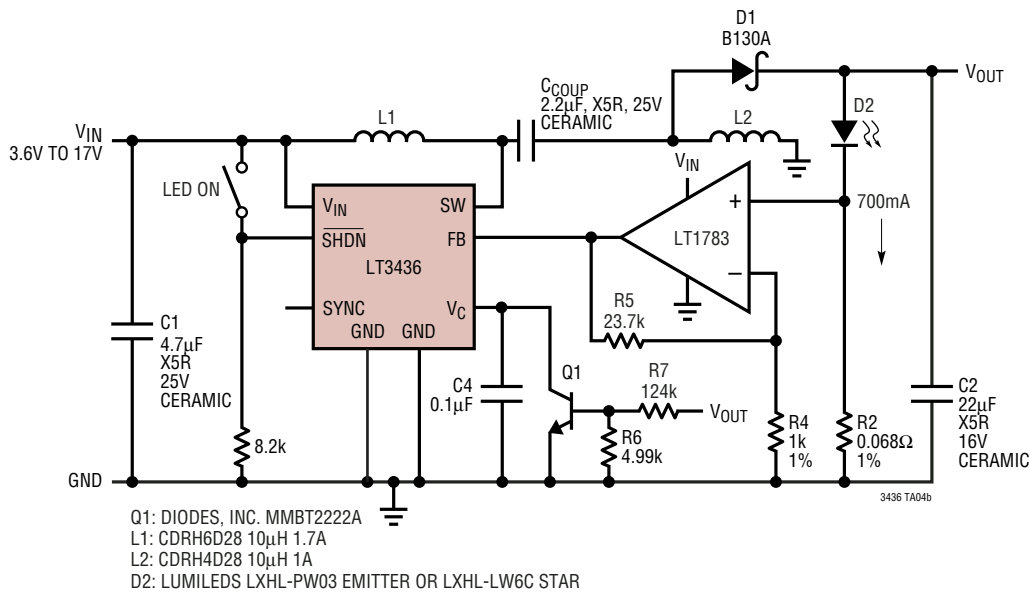 D1
B130A
V_OUT
C_COUP
2.2µF, X5R, 25V
CERAMIC
L1
L2
D2
V_IN
3.6V TO 17V
LED ON
V_IN
SW
V_IN
+
700mA
SHDN
FB
LT1783
LT3436
–
SYNC
V_C
GND
GND
R5
23.7k
C1
4.7µF
X5R
25V
CERAMIC
C4
0.1µF
Q1
R7
124k
V_OUT
R6
4.99k
R4
1k
1%
R2
0.068Ω
1%
C2
22µF
X5R
16V
CERAMIC
8.2k
GND
3436 TA04b
Q1: DIODES, INC. MMBT2222A
L1: CDRH6D28 10µH 1.7A
L2: CDRH4D28 10µH 1A
D2: LUMILEDS LXHL-PW03 EMITTER OR LXHL-LW6C STAR